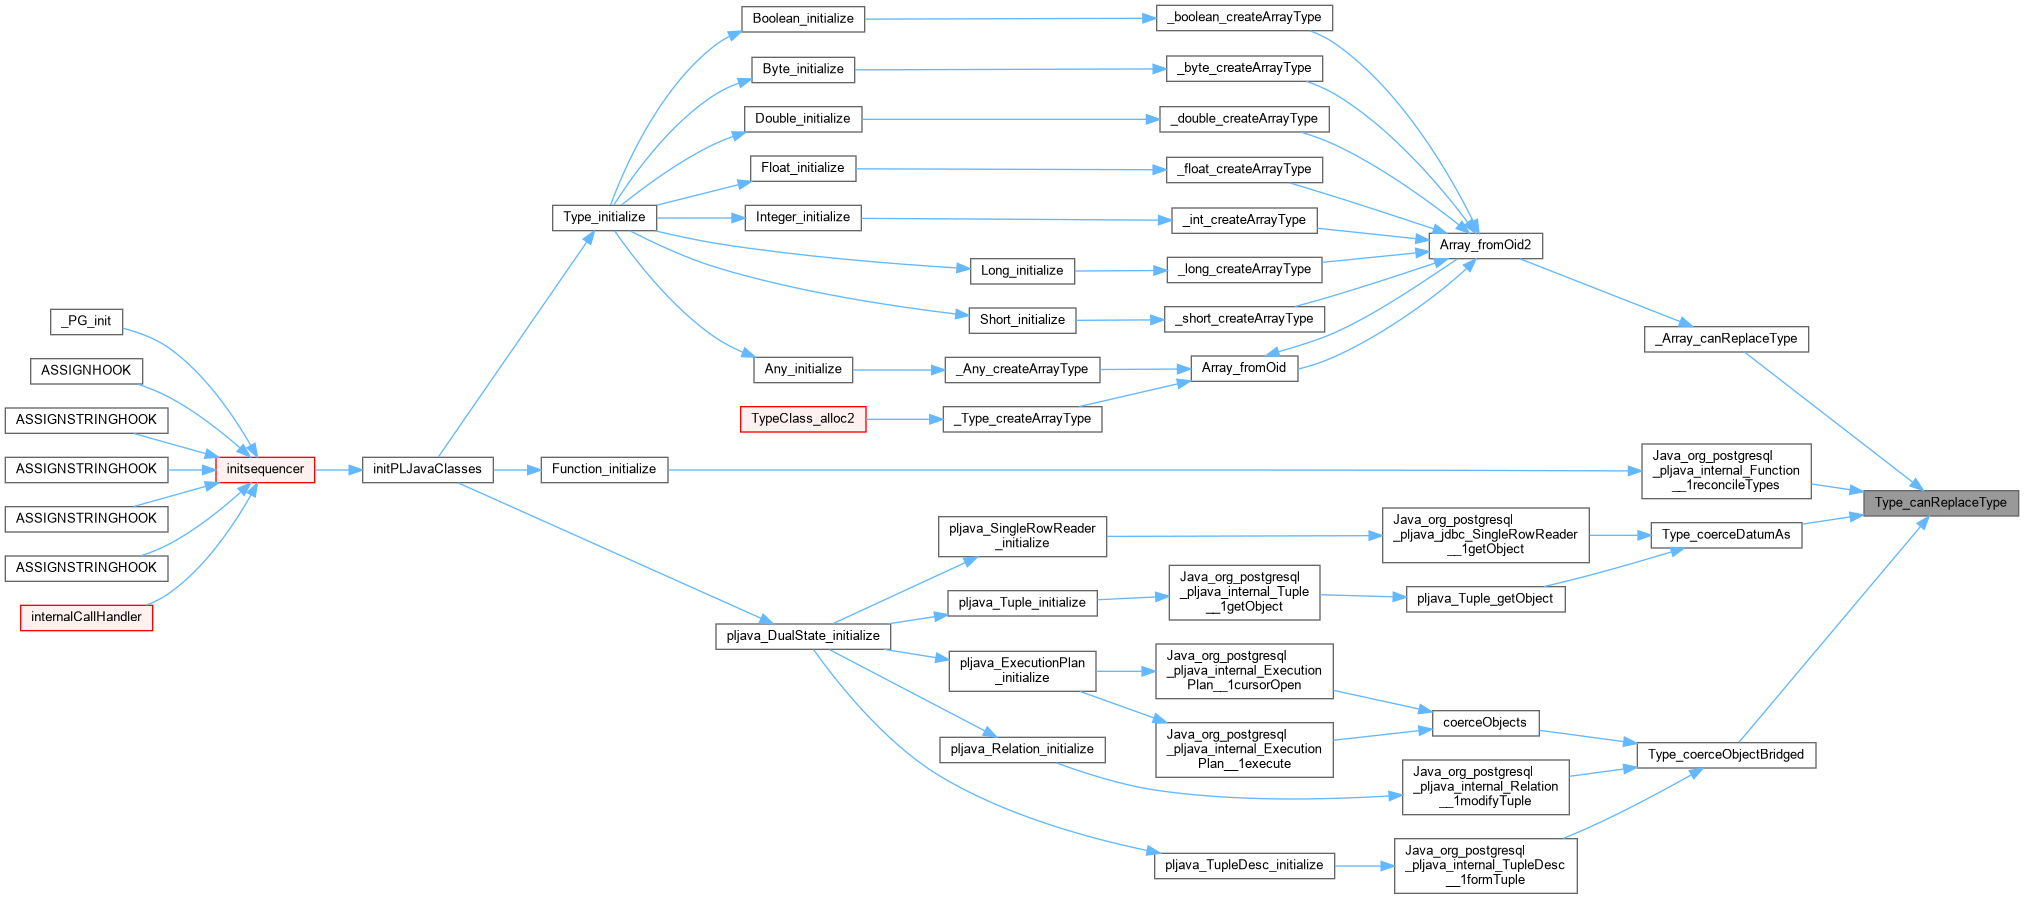 Boolean_initialize
_boolean_createArrayType
Byte_initialize
_byte_createArrayType
Double_initialize
_double_createArrayType
Float_initialize
_float_createArrayType
Type_initialize
Integer_initialize
_int_createArrayType
Array_fromOid2
Long_initialize
_long_createArrayType
_PG_init
Short_initialize
_short_createArrayType
_Array_canReplaceType
ASSIGNHOOK
Any_initialize
_Any_createArrayType
Array_fromOid
ASSIGNSTRINGHOOK
TypeClass_alloc2
_Type_createArrayType
ASSIGNSTRINGHOOK
initsequencer
initPLJavaClasses
Function_initialize
Java_org_postgresql
_pljava_internal_Function
__1reconcileTypes
Type_canReplaceType
ASSIGNSTRINGHOOK
pljava_SingleRowReader
_initialize
Java_org_postgresql
_pljava_jdbc_SingleRowReader
__1getObject
Type_coerceDatumAs
ASSIGNSTRINGHOOK
internalCallHandler
pljava_Tuple_initialize
Java_org_postgresql
_pljava_internal_Tuple
__1getObject
pljava_Tuple_getObject
pljava_DualState_initialize
pljava_ExecutionPlan
_initialize
Java_org_postgresql
_pljava_internal_Execution
Plan__1cursorOpen
coerceObjects
pljava_Relation_initialize
Java_org_postgresql
_pljava_internal_Execution
Plan__1execute
Type_coerceObjectBridged
Java_org_postgresql
_pljava_internal_Relation
__1modifyTuple
pljava_TupleDesc_initialize
Java_org_postgresql
_pljava_internal_TupleDesc
__1formTuple